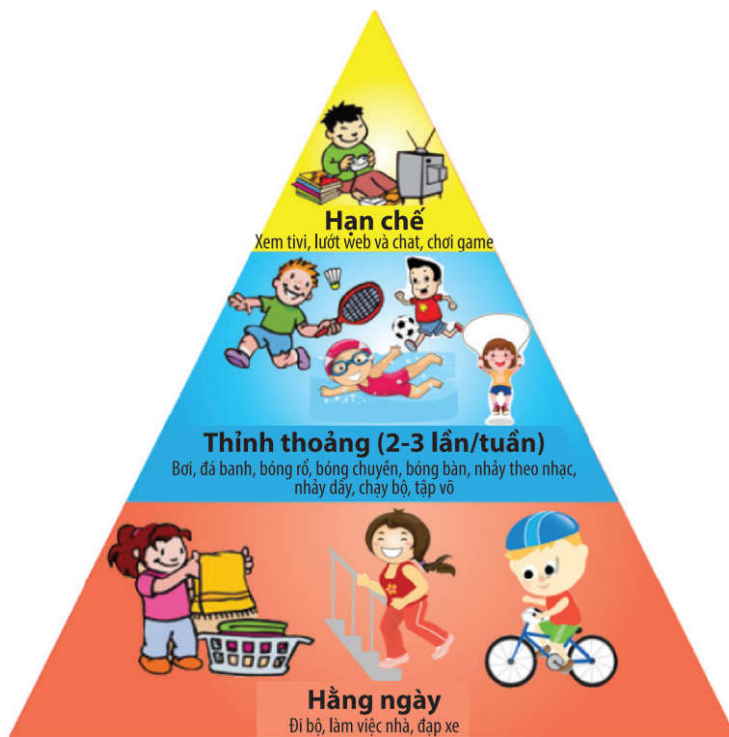 Hạn chế
Xem tivi, lướt web và chat, chơi game
Thỉnh thoảng (2-3 lần/tuần)
Bơi, đá banh, bóng rổ, bóng chuyền, bóng bàn, nhảy theo nhạc,
nhảy dây, chạy bộ, tập võ
Hằng ngày
Đi bộ, làm việc nhà, đạp xe